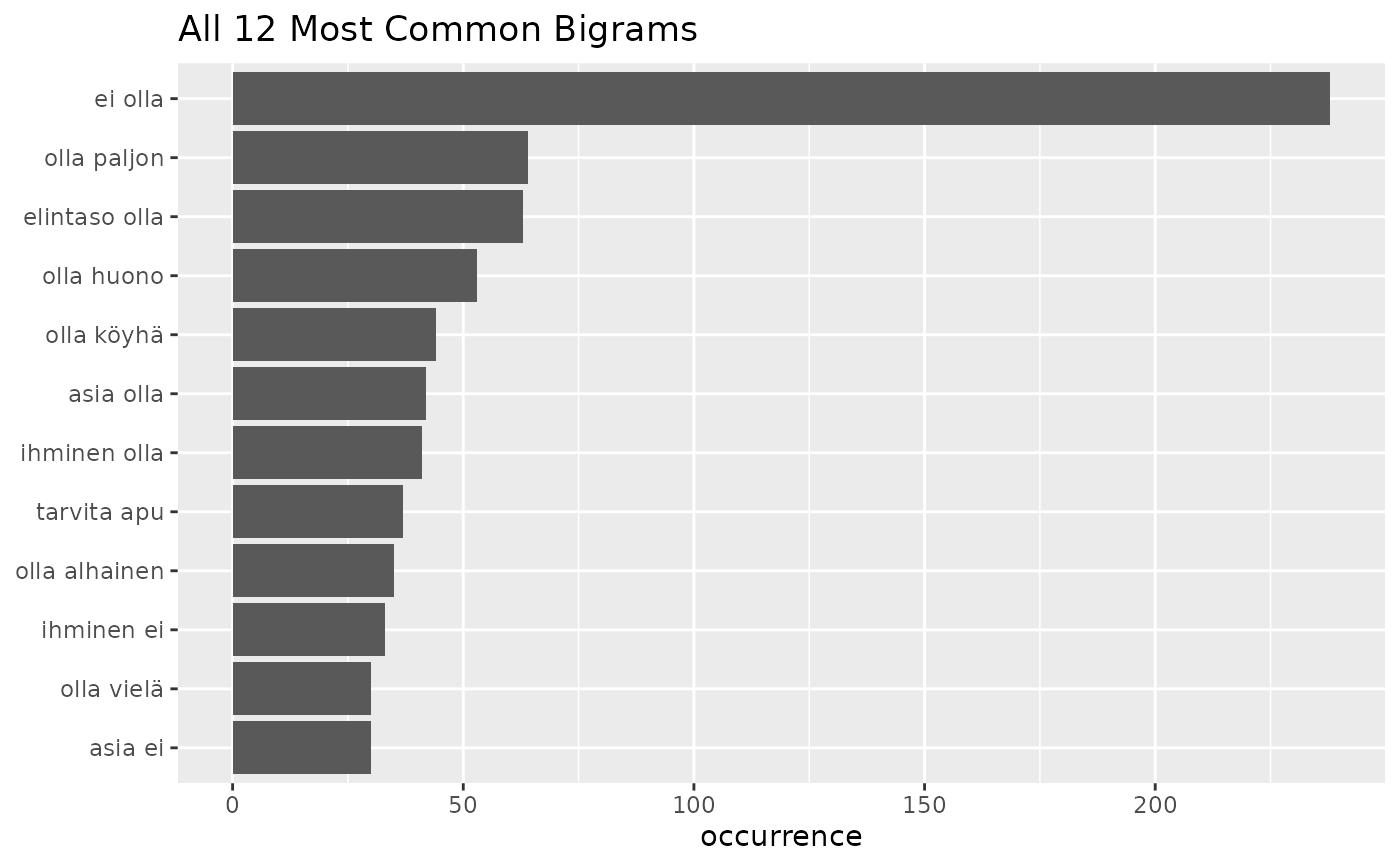 All 12 Most Common Bigrams
ei olla
olla paljon
elintaso olla
olla huono
olla köyhä
asia olla
ihminen olla
tarvita apu
olla alhainen
ihminen ei
olla vielä
asia ei
0 50 100 150 200
occurrence